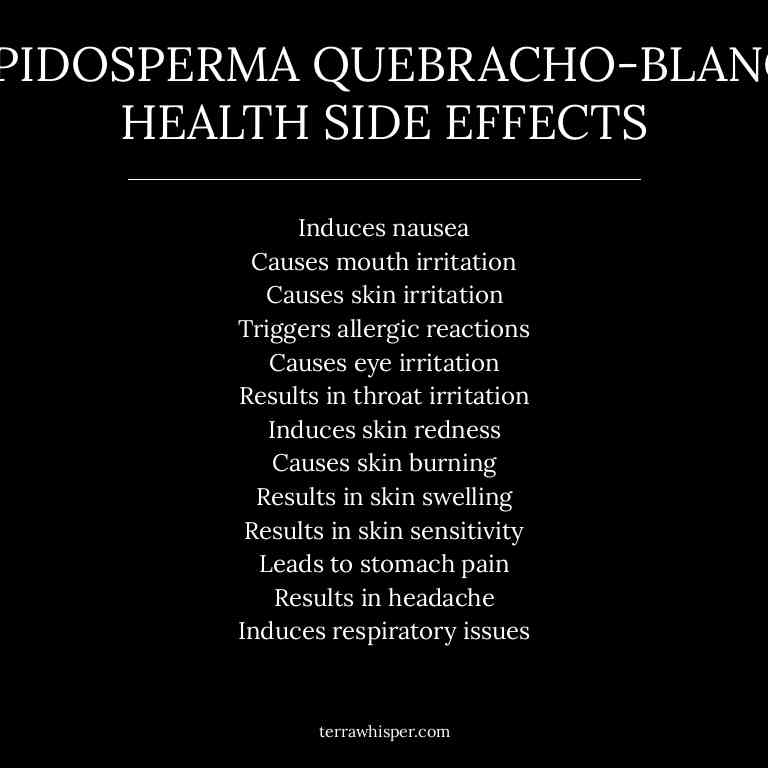 PIDOSPERMA QUEBRACHO-BLAN
HEALTH SIDE EFFECTS
Induces nausea
Causes mouth irritation
Causes skin irritation
Triggers allergic reactions
Causes eye irritation
Results in throat irritation
Induces skin redness
Causes skin burning
Results in skin swelling
Results in skin sensitivity
Leads to stomach pain
Results in headache
Induces respiratory issues
terrawhisper.com